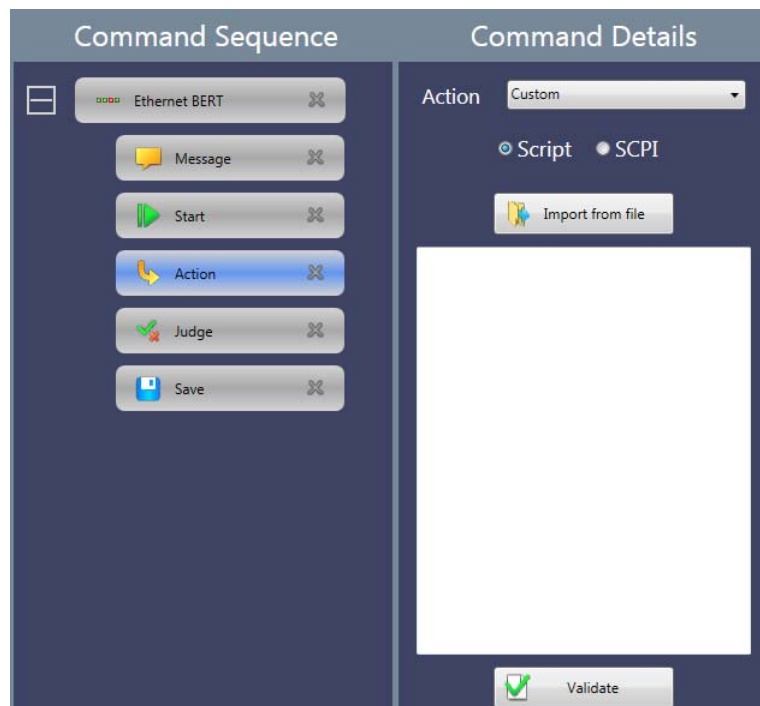 Command Sequence
Ethernet BERT
Message
Start
Action
Judge
Save
Command Details
Action Custom
Script SCPI
Import from file
Validate